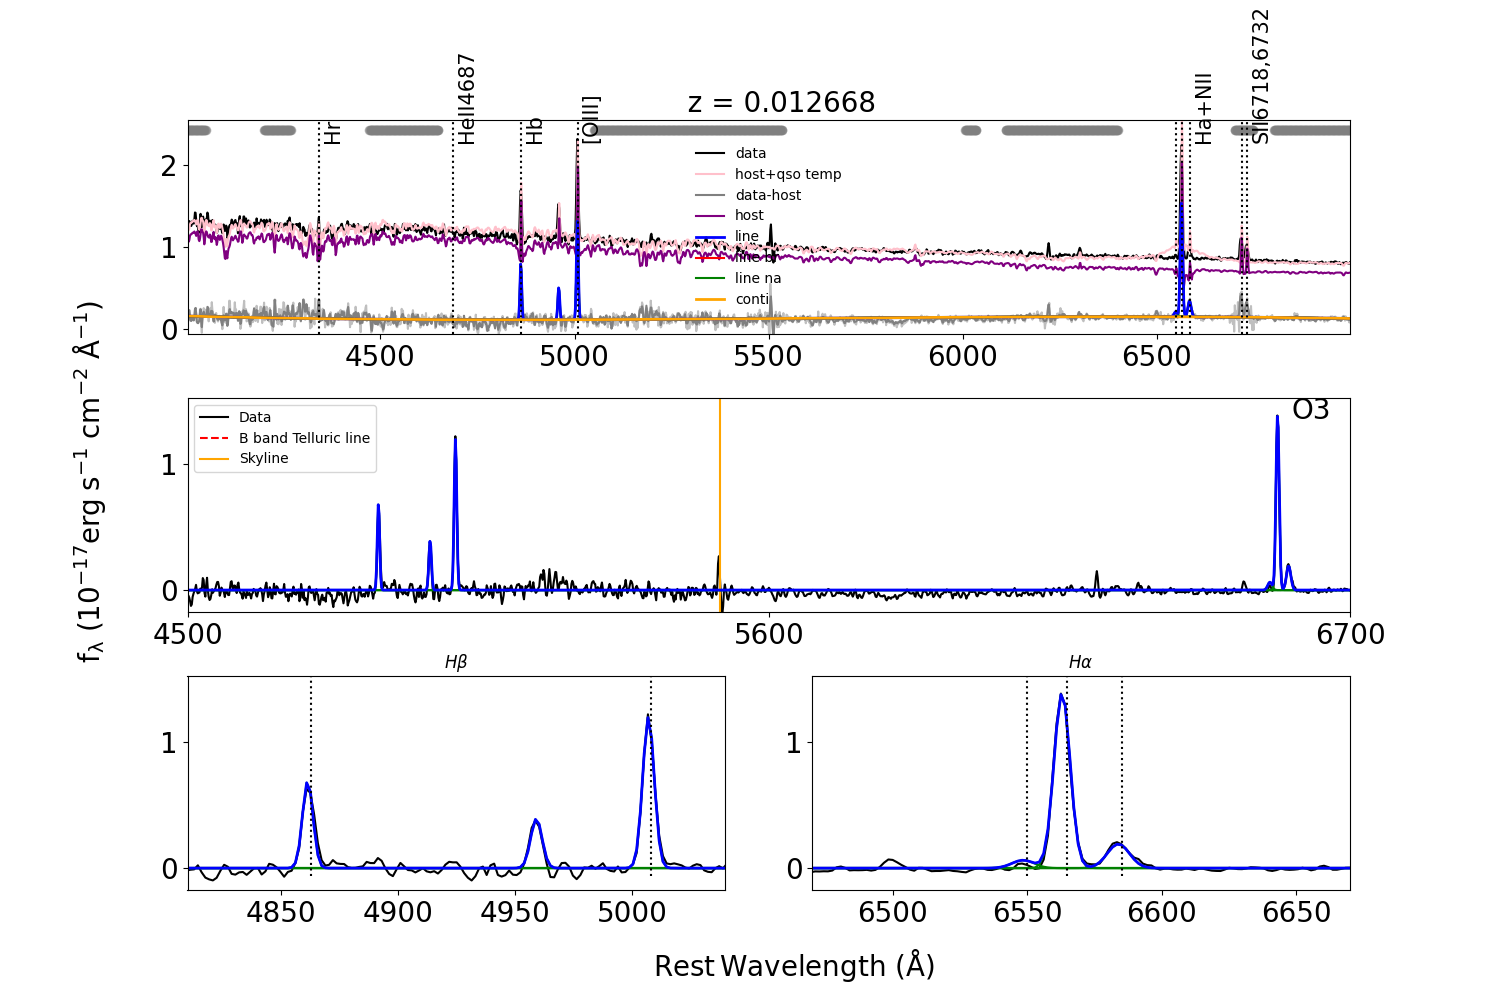 z = 0.012668
Hr
HeII4687
Hb
[OIII]
Ha+NII
SII6718,6732
data
host+qso temp
data-host
host
line
line na
conti
2
1
0
4500 5000 5500 6000 6500
O3
Data
B band Telluric line
Skyline
1
0
4500 5600 6700
fλ (10⁻¹⁷erg s⁻¹ cm⁻² Å⁻¹)
Hβ
1
0
4850 4900 4950 5000
Hα
1
0
6500 6550 6600 6650
Rest Wavelength (Å)